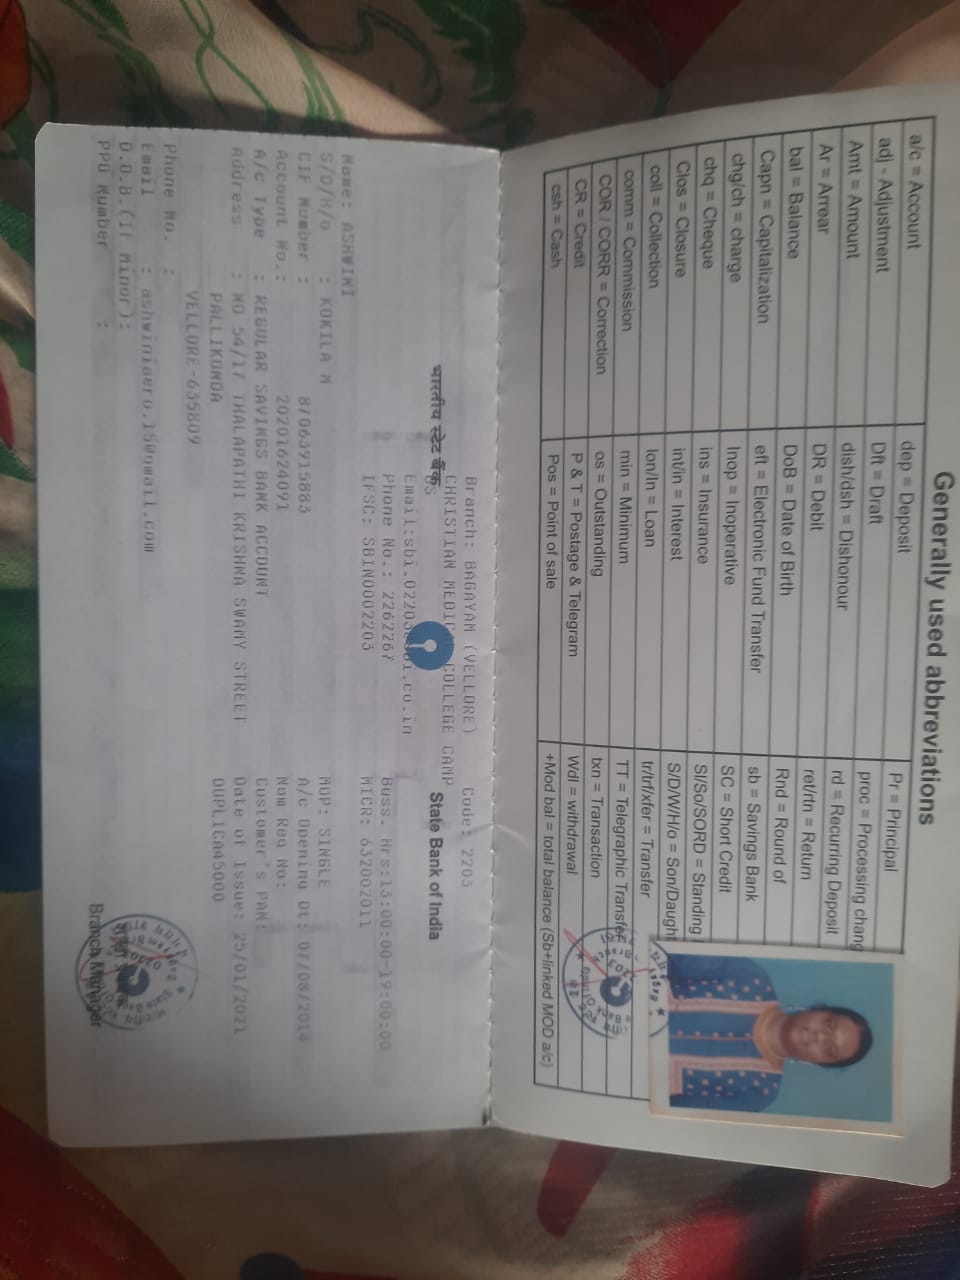 Generally used abbreviations
a/c = Account
adj - Adjustment
Amt = Amount
Ar = Arrear
bal = Balance
Capn = Capitalization
chg/ch = charge
chq = Cheque
Clos = Closure
coll = Collection
comm = Commission
COR / CORR = Correction
CR = Credit
csh = Cash
dep = Deposit
Dft = Draft
dish/dsh = Dishonour
DR = Debit
DoB = Date of Birth
eft = Electronic Fund Transfer
Inop = Inoperative
ins = Insurance
int/in = Interest
lon/ln = Loan
min = Minimum
os = Outstanding
P & T = Postage & Telegram
Pos = Point of sale
Pr = Principal
proc = Processing charg
rd = Recurring Deposit
ret/rtn = Return
Rnd = Round of
sb = Savings Bank
SC = Short Credit
SI/So/SORD = Standing
S/D/W/H/o = Son/Daugh
tr/trf/xfer = Transfer
TT = Telegraphic Transfer
txn = Transaction
Wdl = withdrawal
+Mod bal = total balance (Sb+linked MOD a/c)
भारतीय स्टेट बैंक
State Bank of India
Branch: BAGAYAM (VELLORE) Code: 2203
CHRISTIAN MEDIC COLLEGE CAMP
US
Email:sbi.02203 .co.in
Phone No.: 2262267 Buss. Hrs:13:00:00-19:00:00
IFSC: SBIN0002203 MICR: 632002011
Name: ASHWINI
S/D/H/o : KOKILA M MOP: SINGLE
CIF Number : 87063915883 A/c Opening Dt: 07/08/2014
Account No.: 20201624091 Nom Reg No:
A/c Type : REGULAR SAVINGS BANK ACCOUNT Customer's PAN:
Address : NO 54/17 THALAPATHI KRISHNA SWAMY STREET Date of Issue: 25/01/2021
PALLIKONDA DUPLICA45000
VELLORE-635809
Phone No. :
Email : ashwiniaero.15@gmail.com
D.O.B.(If Minor):
PPO Number :
Branch Manager